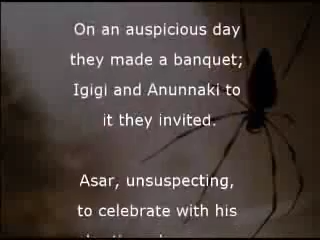 On an auspicious day
they made a banquet;
Igigi and Anunnaki to
it they invited.
Asar, unsuspecting,
to celebrate with his